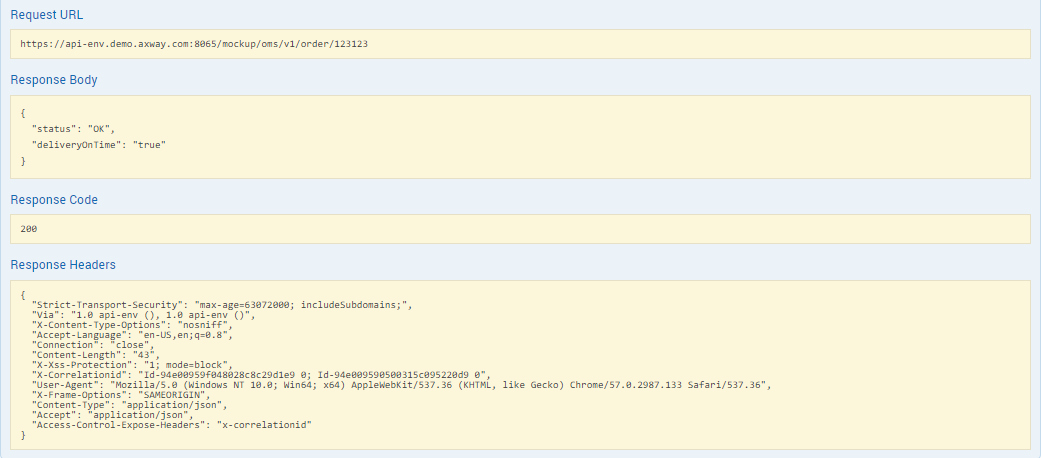 Request URL
https://api-env.demo.axway.com:8065/mockup/oms/v1/order/123123
Response Body
{
  "status": "OK",
  "deliveryOnTime": "true"
}
Response Code
200
Response Headers
{
  "Strict-Transport-Security": "max-age=63072000; includeSubdomains;",
  "Via": "1.0 api-env (), 1.0 api-env ()",
  "X-Content-Type-Options": "nosniff",
  "Accept-Language": "en-US,en;q=0.8",
  "Connection": "close",
  "Content-Length": "43",
  "X-Xss-Protection": "1; mode=block",
  "X-Correlationid": "Id-94e00959f048028c8c29d1e9 0; Id-94e009590500315c095220d9 0",
  "User-Agent": "Mozilla/5.0 (Windows NT 10.0; Win64; x64) AppleWebKit/537.36 (KHTML, like Gecko) Chrome/57.0.2987.133 Safari/537.36",
  "X-Frame-Options": "SAMEORIGIN",
  "Content-Type": "application/json",
  "Accept": "application/json",
  "Access-Control-Expose-Headers": "x-correlationid"
}